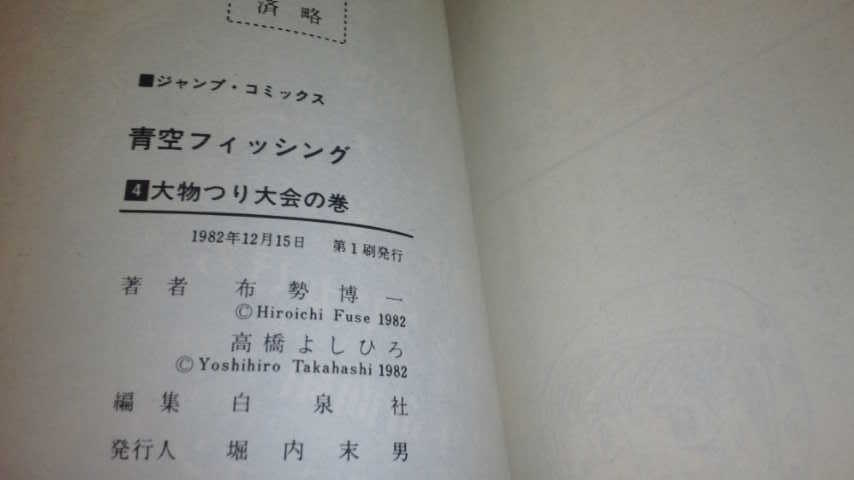 済 略
■ジャンプ・コミックス
青空フィッシング
4大物つり大会の巻
1982年12月15日 第1刷発行
著者 布勢博一
©Hiroichi Fuse 1982
高橋よしひろ
©Yoshihiro Takahashi 1982
編集 白泉社
発行人 堀内末男